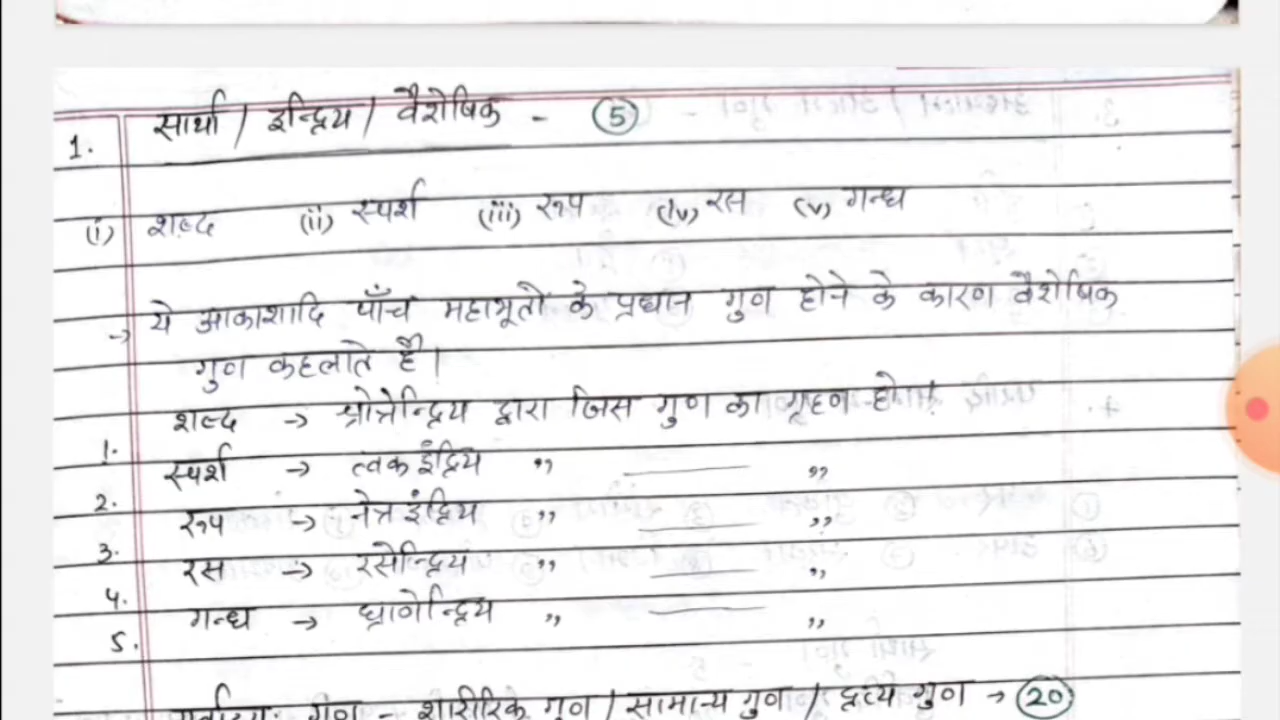 1. सार्था / इन्द्रिय / वैशेषिक - ⑤
(i) शब्द (ii) स्पर्श (iii) रूप (iv) रस (v) गन्ध
→ ये आकाशादि पाँच महाभूतो के प्रधान गुण होने के कारण वैशेषिक
गुण कहलाते है।
1. शब्द → श्रोत्रेन्द्रिय द्वारा जिस गुण का गृहण हो
2. स्पर्श → त्वक इंद्रिय ,, —— ,,
3. रूप → नेत्र इंद्रिय ,, —— ,,
4. रस → रसेन्द्रिय ,, —— ,,
5. गन्ध → घ्राणेन्द्रिय ,, —— ,,
गुण - शारीरिक गुण / सामान्य गुण / द्रव्य गुण → ⑳